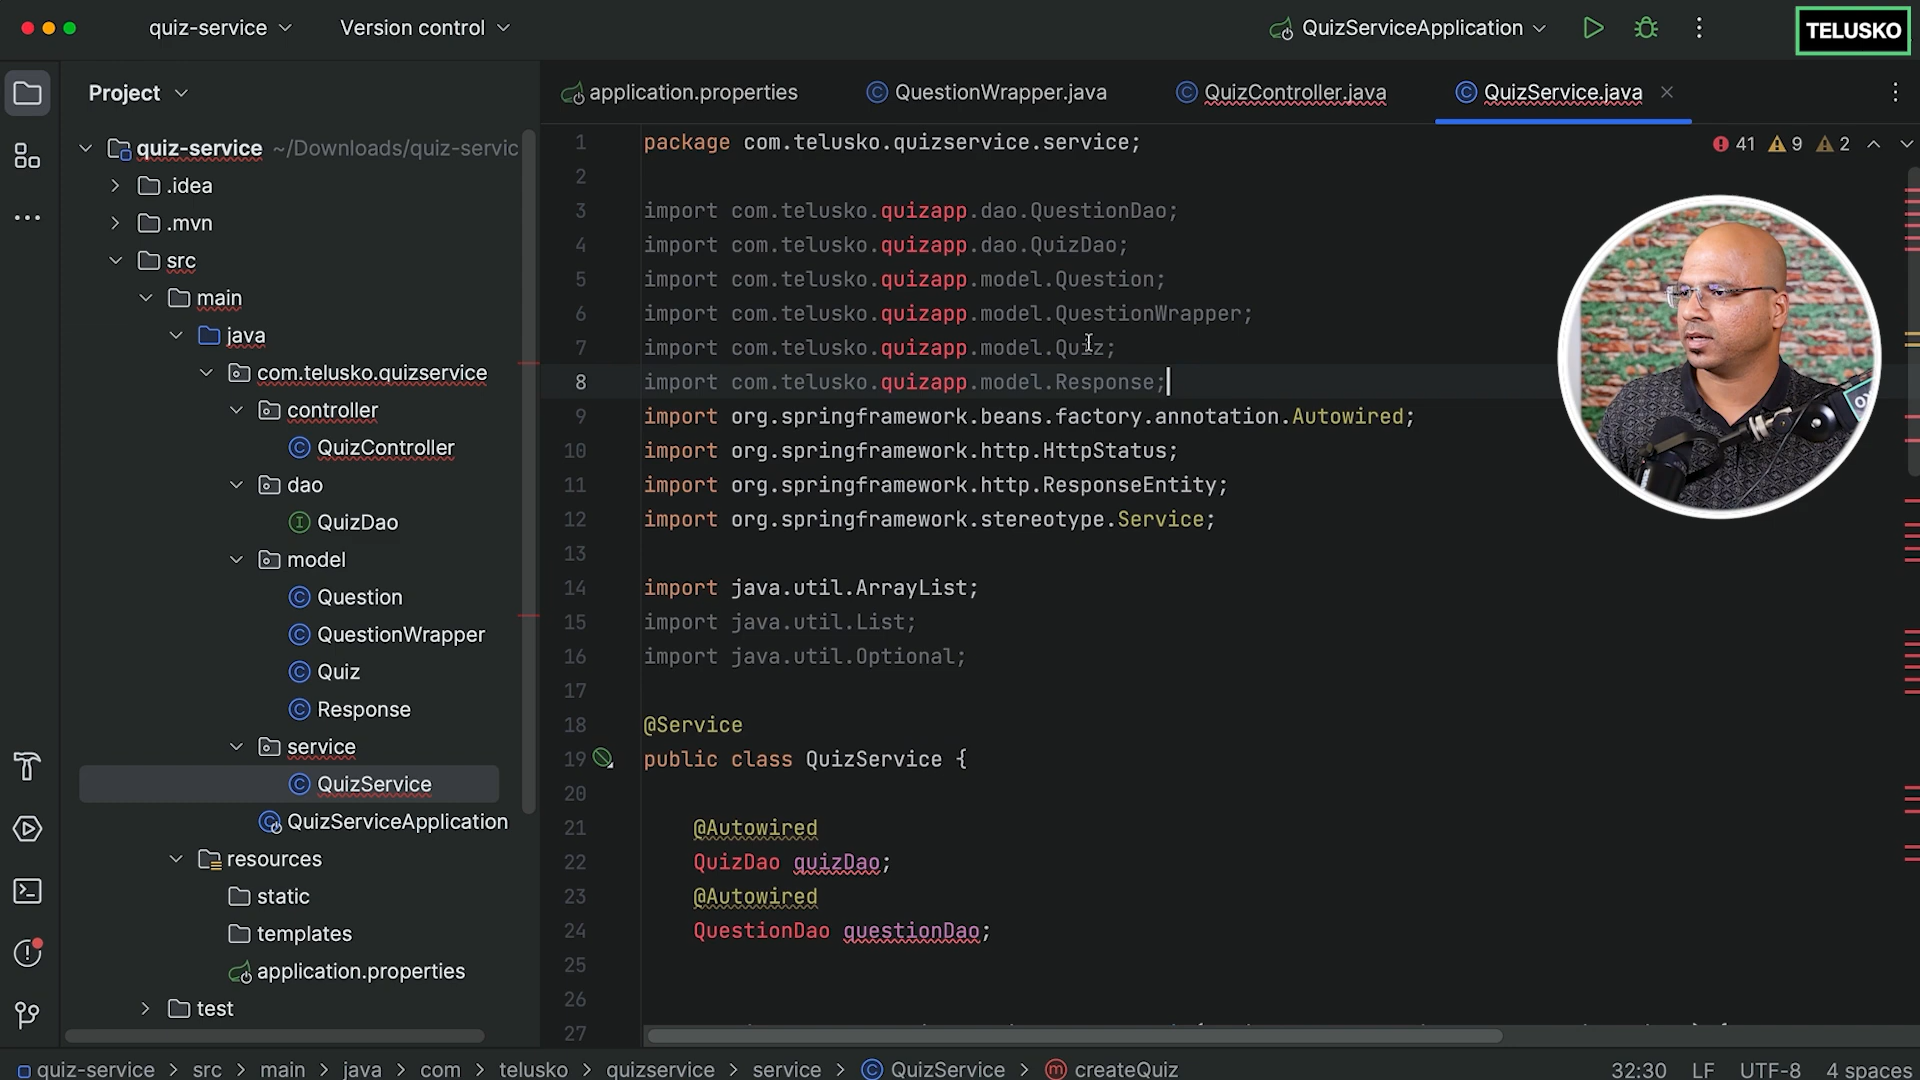 quiz-service
Version control
QuizServiceApplication
TELUSKO
Project
application.properties
QuestionWrapper.java
QuizController.java
QuizService.java
quiz-service ~/Downloads/quiz-servic
.idea
.mvn
src
main
java
com.telusko.quizservice
controller
QuizController
dao
QuizDao
model
Question
QuestionWrapper
Quiz
Response
service
QuizService
QuizServiceApplication
resources
static
templates
application.properties
test
41 9 2
1 package com.telusko.quizservice.service;
2
3 import com.telusko.quizapp.dao.QuestionDao;
4 import com.telusko.quizapp.dao.QuizDao;
5 import com.telusko.quizapp.model.Question;
6 import com.telusko.quizapp.model.QuestionWrapper;
7 import com.telusko.quizapp.model.Quiz;
8 import com.telusko.quizapp.model.Response;
9 import org.springframework.beans.factory.annotation.Autowired;
10 import org.springframework.http.HttpStatus;
11 import org.springframework.http.ResponseEntity;
12 import org.springframework.stereotype.Service;
13
14 import java.util.ArrayList;
15 import java.util.List;
16 import java.util.Optional;
17
18 @Service
19 public class QuizService {
20
21 @Autowired
22 QuizDao quizDao;
23 @Autowired
24 QuestionDao questionDao;
25
26
27
quiz-service > src > main > java > com > telusko > quizservice > service > QuizService > createQuiz
32:30 LF UTF-8 4 spaces